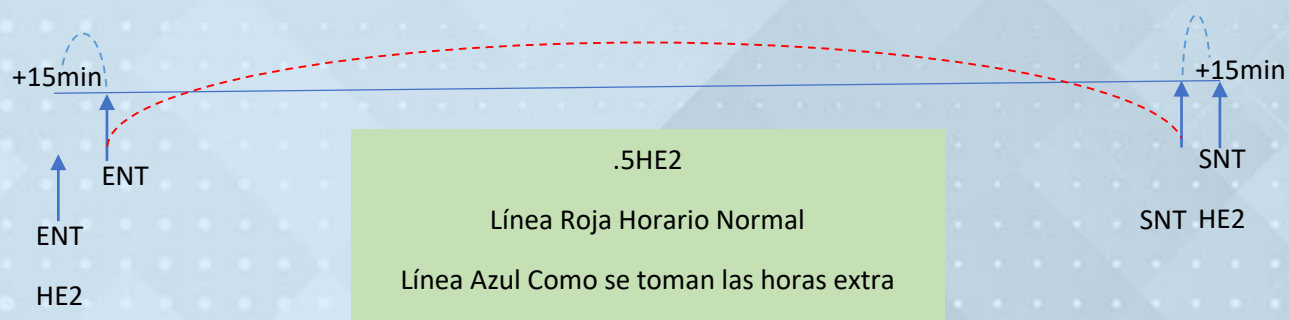 +15min
+15min
ENT
ENT
HE2
.5HE2
Línea Roja Horario Normal
Línea Azul Como se toman las horas extra
SNT
SNT HE2